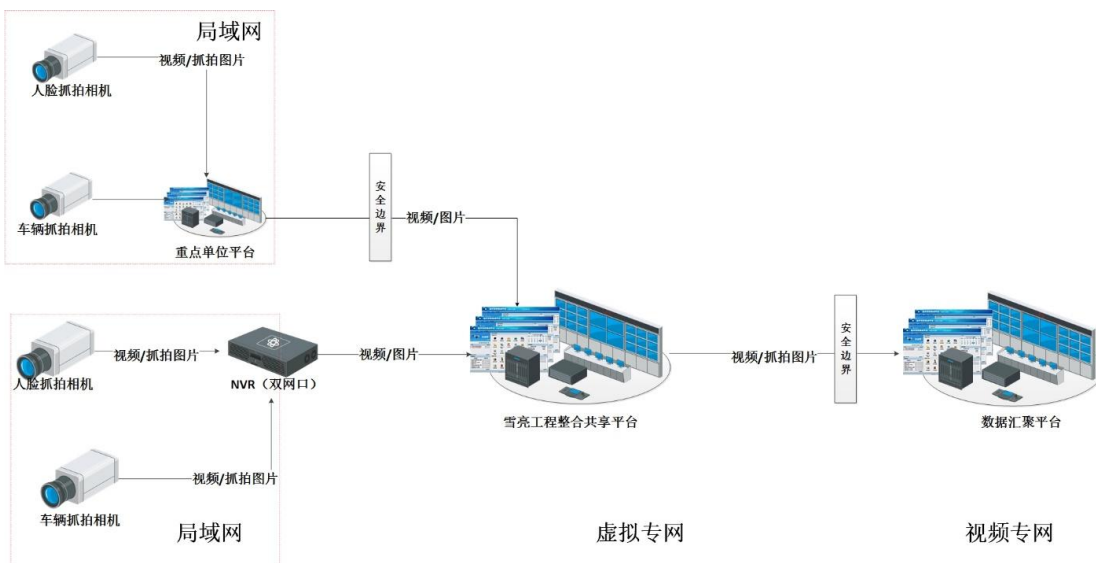 局域网
视频/抓拍图片
人脸抓拍相机
车辆抓拍相机
重点单位平台
安全边界
视频/图片
人脸抓拍相机
视频/抓拍图片
NVR（双网口）
视频/图片
雪亮工程整合共享平台
视频/抓拍图片
安全边界
数据汇聚平台
视频/抓拍图片
车辆抓拍相机
局域网
虚拟专网
视频专网